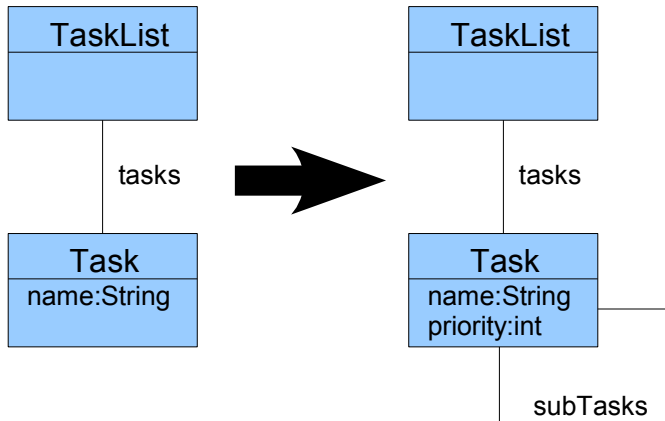 TaskList
tasks
Task
name:String
TaskList
tasks
Task
name:String
priority:int
subTasks